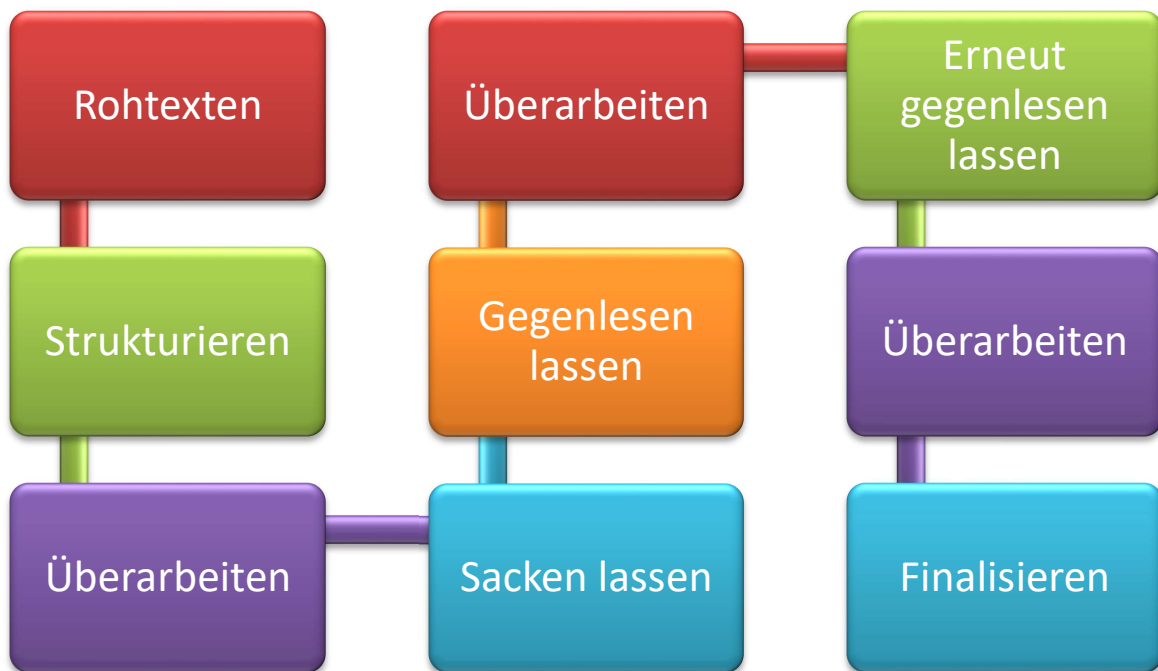 Rohtexten
Strukturieren
Überarbeiten
Sacken lassen
Gegenlesen
lassen
Überarbeiten
Erneut
gegenlesen
lassen
Überarbeiten
Finalisieren